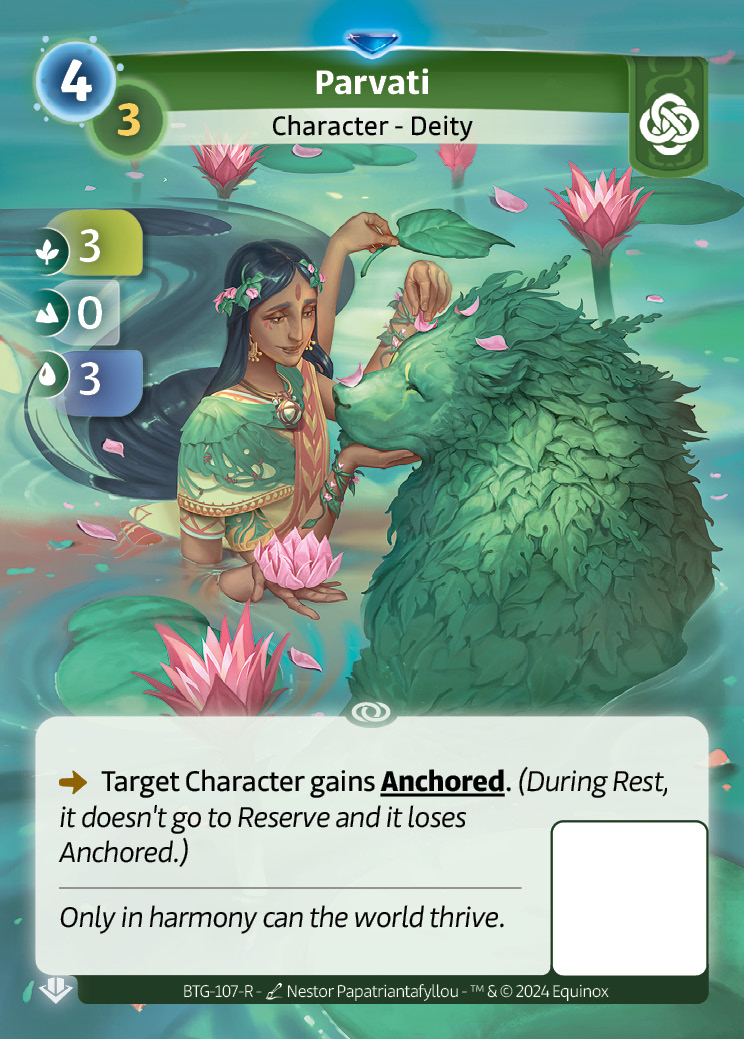 4
Parvati
3
Character - Deity
3
0
3
Target Character gains Anchored. (During Rest,
it doesn't go to Reserve and it loses
Anchored.)
Only in harmony can the world thrive.
BTG-107-R - Nestor Papatriantafyllou - ™ & © 2024 Equinox